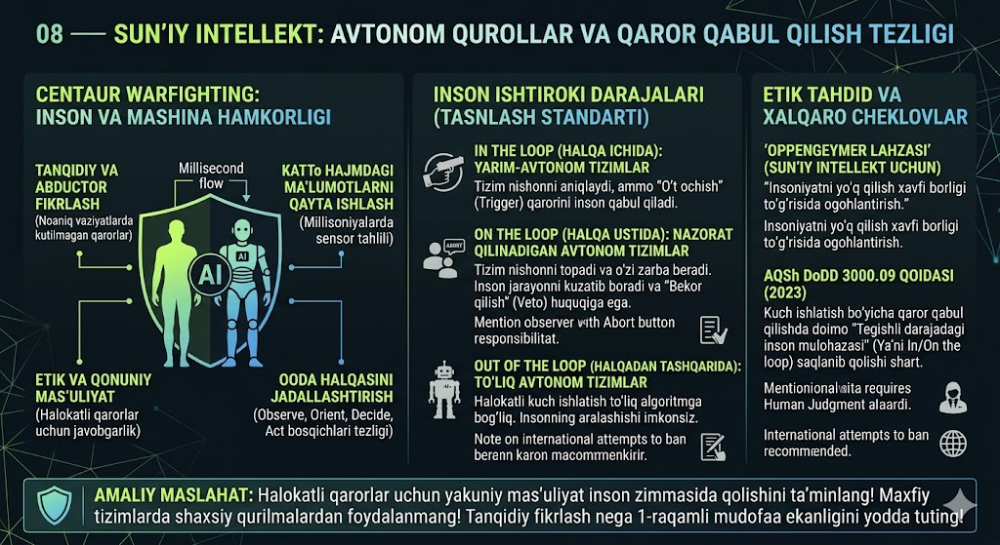 08 — SUN'IY INTELLEKT: AVTONOM QUROLLAR VA QAROR QABUL QILISH TEZLIGI
CENTAUR WARFIGHTING:
INSON VA MASHINA HAMKORLIGI
TANQIDIY VA
ABDUCTOR
FIKRLASH
(Noaniq vaziyatlarda
kutilmagan qarorlar)
Millisecond
flow
KATTo HAJMDAGI
MA'LUMOTLARNI
QAYTA ISHLASH
(Millisoniyalarda
sensor tahlili)
AI
AI
ETIK VA QONUNIY
MAS'ULIYAT
(Halokatli qarorlar
uchun javobgarlik)
OODA HALQASINI
JADALLASHTIRISH
(Observe, Orient, Decide,
Act bosqichlari tezligi)
INSON ISHTIROKI DARAJALARI
(TASNLASH STANDARTI)
IN THE LOOP (HALQA ICHIDA):
YARIM-AVTONOM TIZIMLAR
Tizim nishonni aniqlaydi, ammo "O't ochish"
(Trigger) qarorini inson qabul qiladi.
ABORT
ON THE LOOP (HALQA USTIDA): NAZORAT
QILINADIGAN AVTONOM TIZIMLAR
Tizim nishonni topadi va o'zi zarba beradi.
Inson jarayonni kuzatib boradi va "Bekor
qilish" (Veto) huquqiga ega.
Mention observer with Abort button
responsibilitat.
OUT OF THE LOOP (HALQADAN TASHQARIDA):
TO'LIQ AVTONOM TIZIMLAR
Halokatli kuch ishlatish to'liq algoritmga
bog'liq. Insonning aralashishi imkonsiz.
Note on international attempts to ban
karon macommenkirir.
ETIK TAHDID VA
XALQARO CHEKLOVLAR
'OPPENGEYMER LAHZASI'
(SUN'IY INTELLEKT UCHUN)
"Insoniyatni yo'q qilish xavfi borligi
to'g'risida ogohlantirish."
Insoniyatni yo'q qilish xavfi borligi
to'g'risida ogohlantirish.
AQSh DoDD 3000.09 QOIDASI
(2023)
Kuch ishlatish bo'yicha qaror qabul
qilishda doimo "Tegishli darajadagi
inson mulohazasi" (Ya'ni In/On the
loop) saqlanib qolishi shart.
requires
Human Judgment alaardi.
International attempts to ban
recommended.
AMALIY MASLAHAT: Halokatli qarorlar uchun yakuniy mas'uliyat inson zimmasida qolishini ta'minlang! Maxfiy
tizimlarda shaxsiy qurilmalardan foydalanmang! Tanqidiy fikrlash nega 1-raqamli mudofaa ekanligini yodda tuting!